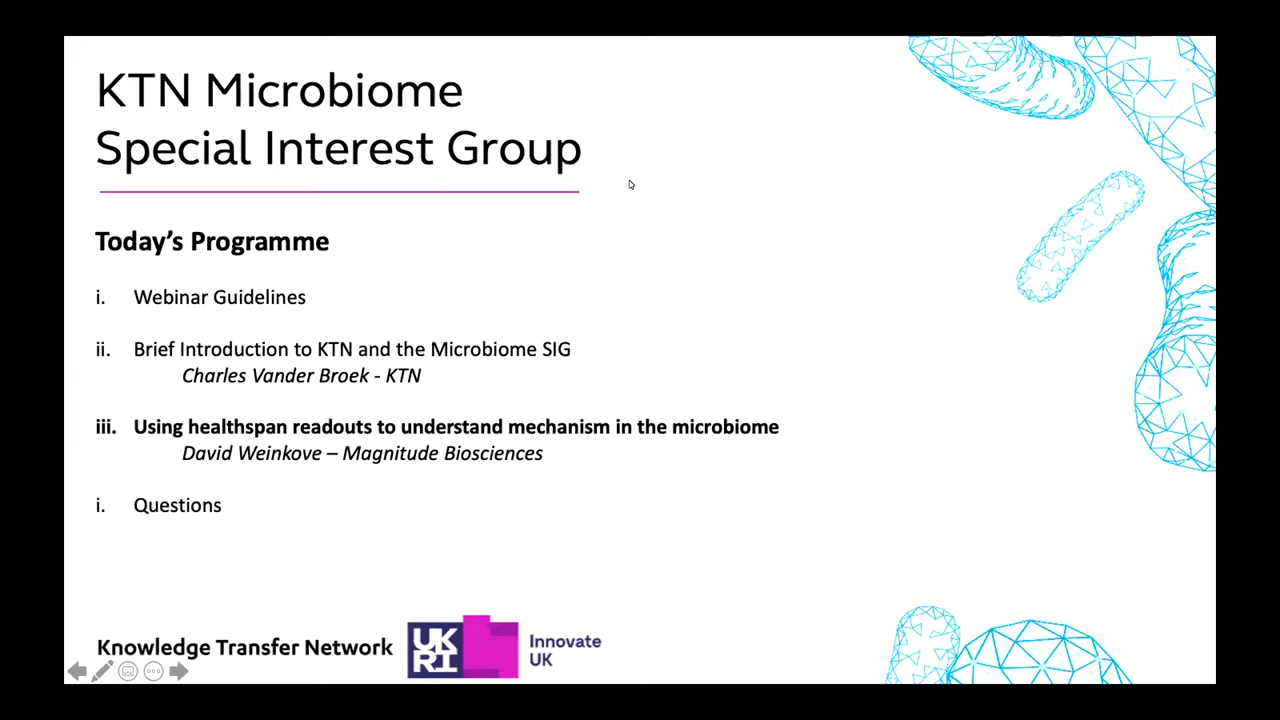 KTN Microbiome
Special Interest Group
Today's Programme
i. Webinar Guidelines
ii. Brief Introduction to KTN and the Microbiome SIG
Charles Vander Broek - KTN
iii. Using healthspan readouts to understand mechanism in the microbiome
David Weinkove – Magnitude Biosciences
i. Questions
Knowledge Transfer Network
UK
RI
Innovate
UK